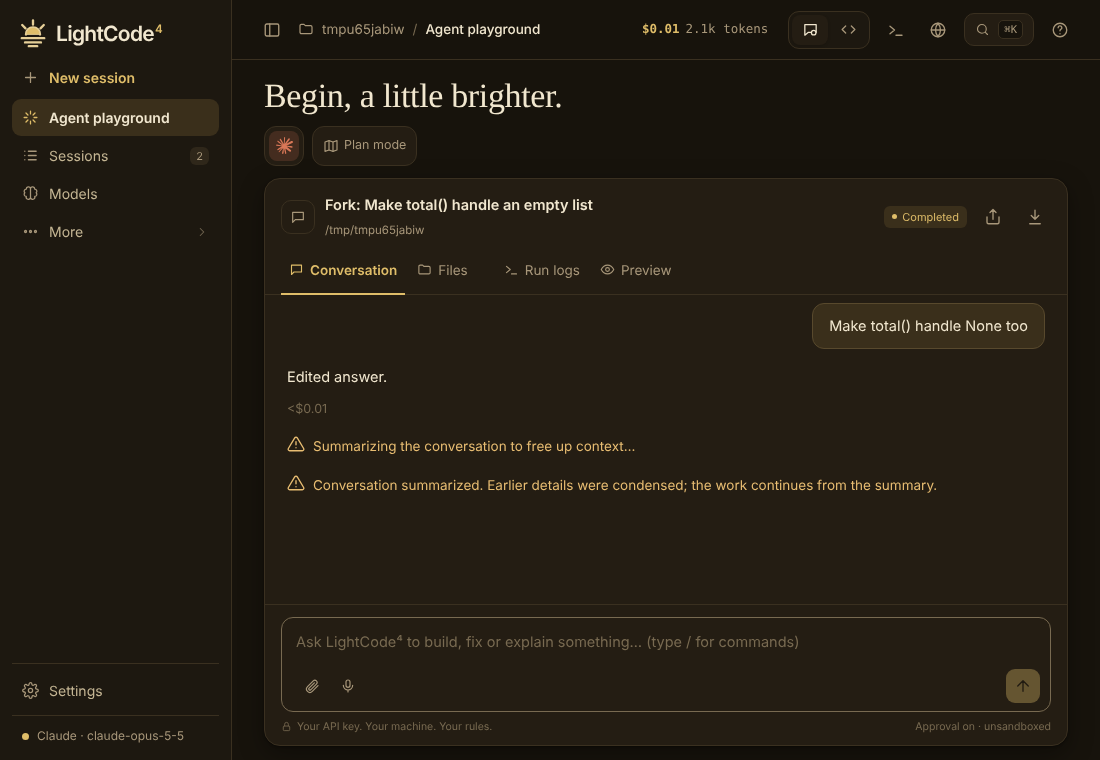 LightCode⁴
New session
Agent playground
Sessions 2
Models
More
Settings
Claude · claude-opus-5-5
tmpu65jabiw / Agent playground
$0.01 2.1k tokens
⌘K
Begin, a little brighter.
Plan mode
Fork: Make total() handle an empty list
/tmp/tmpu65jabiw
Completed
Conversation Files Run logs Preview
Make total() handle None too
Edited answer.
<$0.01
Summarizing the conversation to free up context...
Conversation summarized. Earlier details were condensed; the work continues from the summary.
Ask LightCode⁴ to build, fix or explain something... (type / for commands)
Your API key. Your machine. Your rules.
Approval on · unsandboxed